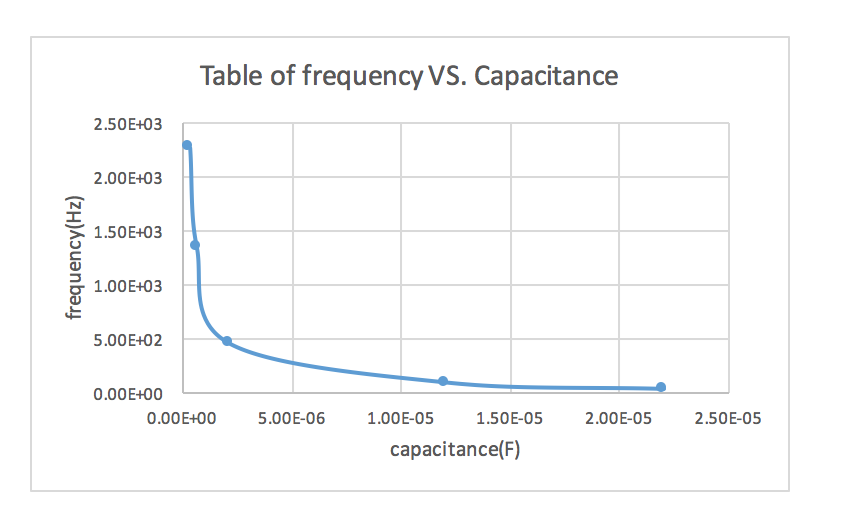 Table of frequency VS. Capacitance
2.50E+03
2.00E+03
1.50E+03
1.00E+03
5.00E+02
0.00E+00
frequency(Hz)
0.00E+00 5.00E-06 1.00E-05 1.50E-05 2.00E-05 2.50E-05
capacitance(F)